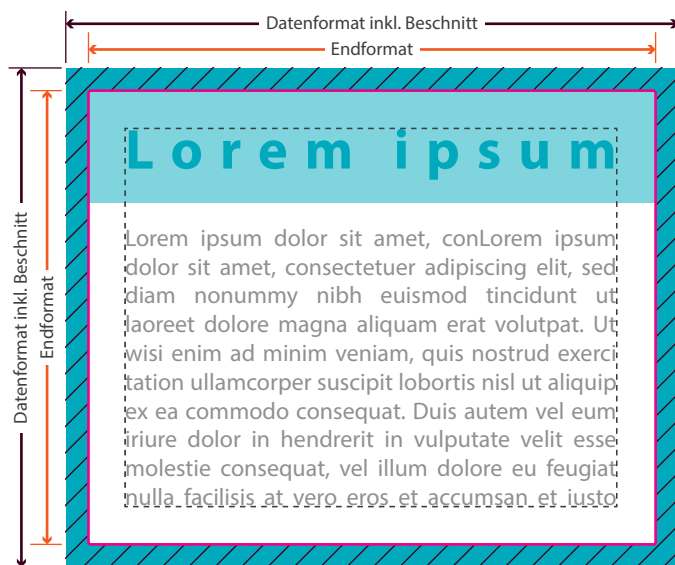 Datenformat inkl. Beschnitt
Endformat
Datenformat inkl. Beschnitt
Endformat
Lorem ipsum
Lorem ipsum dolor sit amet, conLorem ipsum
dolor sit amet, consectetuer adipiscing elit, sed
diam nonummy nibh euismod tincidunt ut
laoreet dolore magna aliquam erat volutpat. Ut
wisi enim ad minim veniam, quis nostrud exerci
tation ullamcorper suscipit lobortis nisl ut aliquip
ex ea commodo consequat. Duis autem vel eum
iriure dolor in hendrerit in vulputate velit esse
molestie consequat, vel illum dolore eu feugiat
nulla facilisis at vero eros et accumsan et iusto